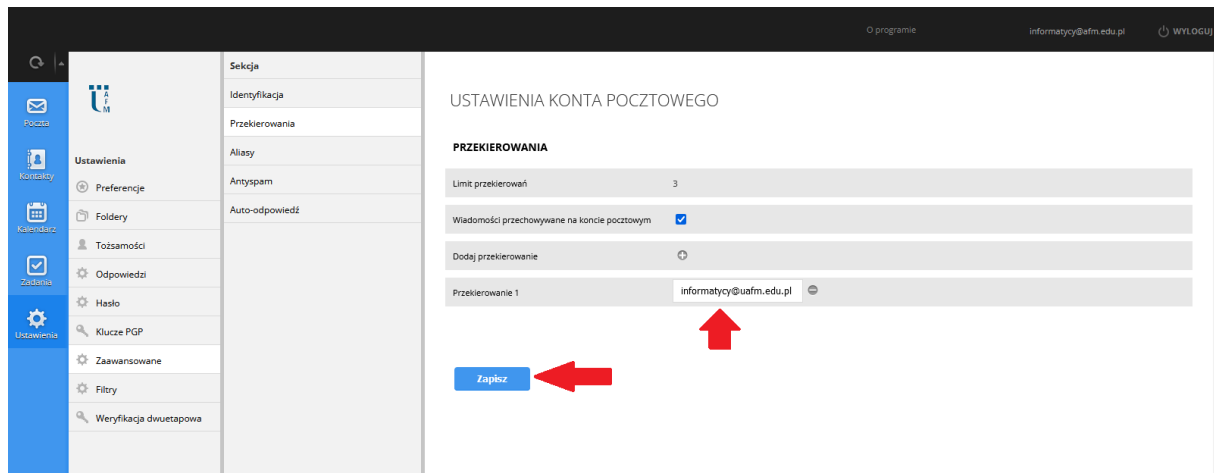 O programie
informatycy@afm.edu.pl
WYLOGUJ
Poczta
Kontakty
Kalendarz
Zadania
Ustawienia
U AFM
Ustawienia
Preferencje
Foldery
Tożsamości
Odpowiedzi
Hasło
Klucze PGP
Zaawansowane
Filtry
Weryfikacja dwuetapowa
Sekcja
Identyfikacja
Przekierowania
Aliasy
Antyspam
Auto-odpowiedź
USTAWIENIA KONTA POCZTOWEGO
PRZEKIEROWANIA
Limit przekierowań 3
Wiadomości przechowywane na koncie pocztowym
Dodaj przekierowanie
Przekierowanie 1 informatycy@uafm.edu.pl
Zapisz